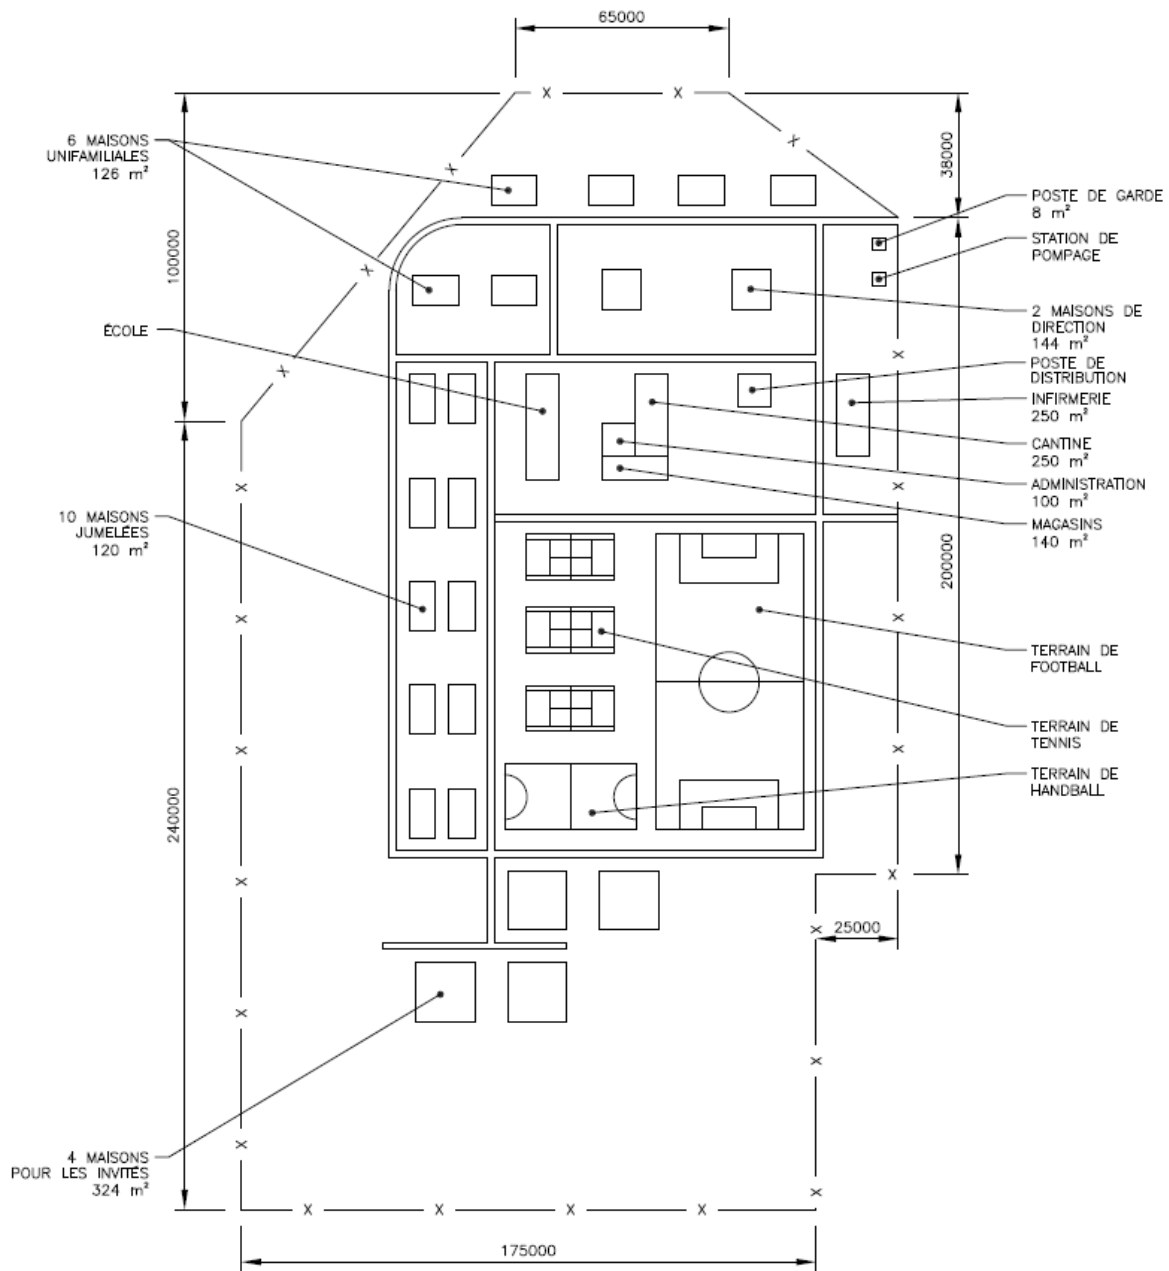 65000
6 MAISONS
UNIFAMILIALES
126 m²
100000
38000
POSTE DE GARDE
8 m²
STATION DE
POMPAGE
ÉCOLE
2 MAISONS DE
DIRECTION
144 m²
POSTE DE
DISTRIBUTION
INFIRMERIE
250 m²
CANTINE
250 m²
ADMINISTRATION
100 m²
MAGASINS
140 m²
10 MAISONS
JUMELÉES
120 m²
200000
TERRAIN DE
FOOTBALL
TERRAIN DE
TENNIS
TERRAIN DE
HANDBALL
240000
25000
4 MAISONS
POUR LES INVITÉS
324 m²
175000